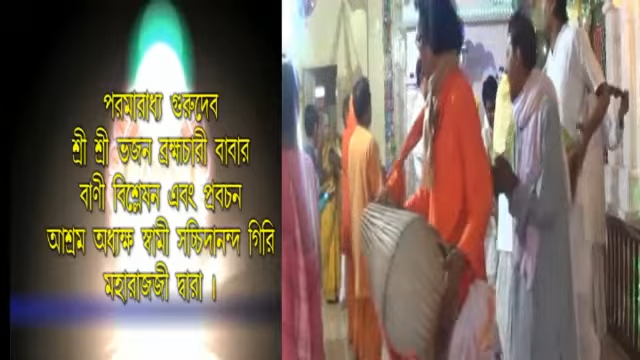 পরমারাধ্য গুরুদেব
শ্রী শ্রী ভজন ব্রহ্মচারী বাবার
বাণী বিশ্লেষন এবং প্রবচন
আশ্রম অধ্যক্ষ স্বামী সচ্চিদানন্দ গিরি
মহারাজজী দ্বারা ।